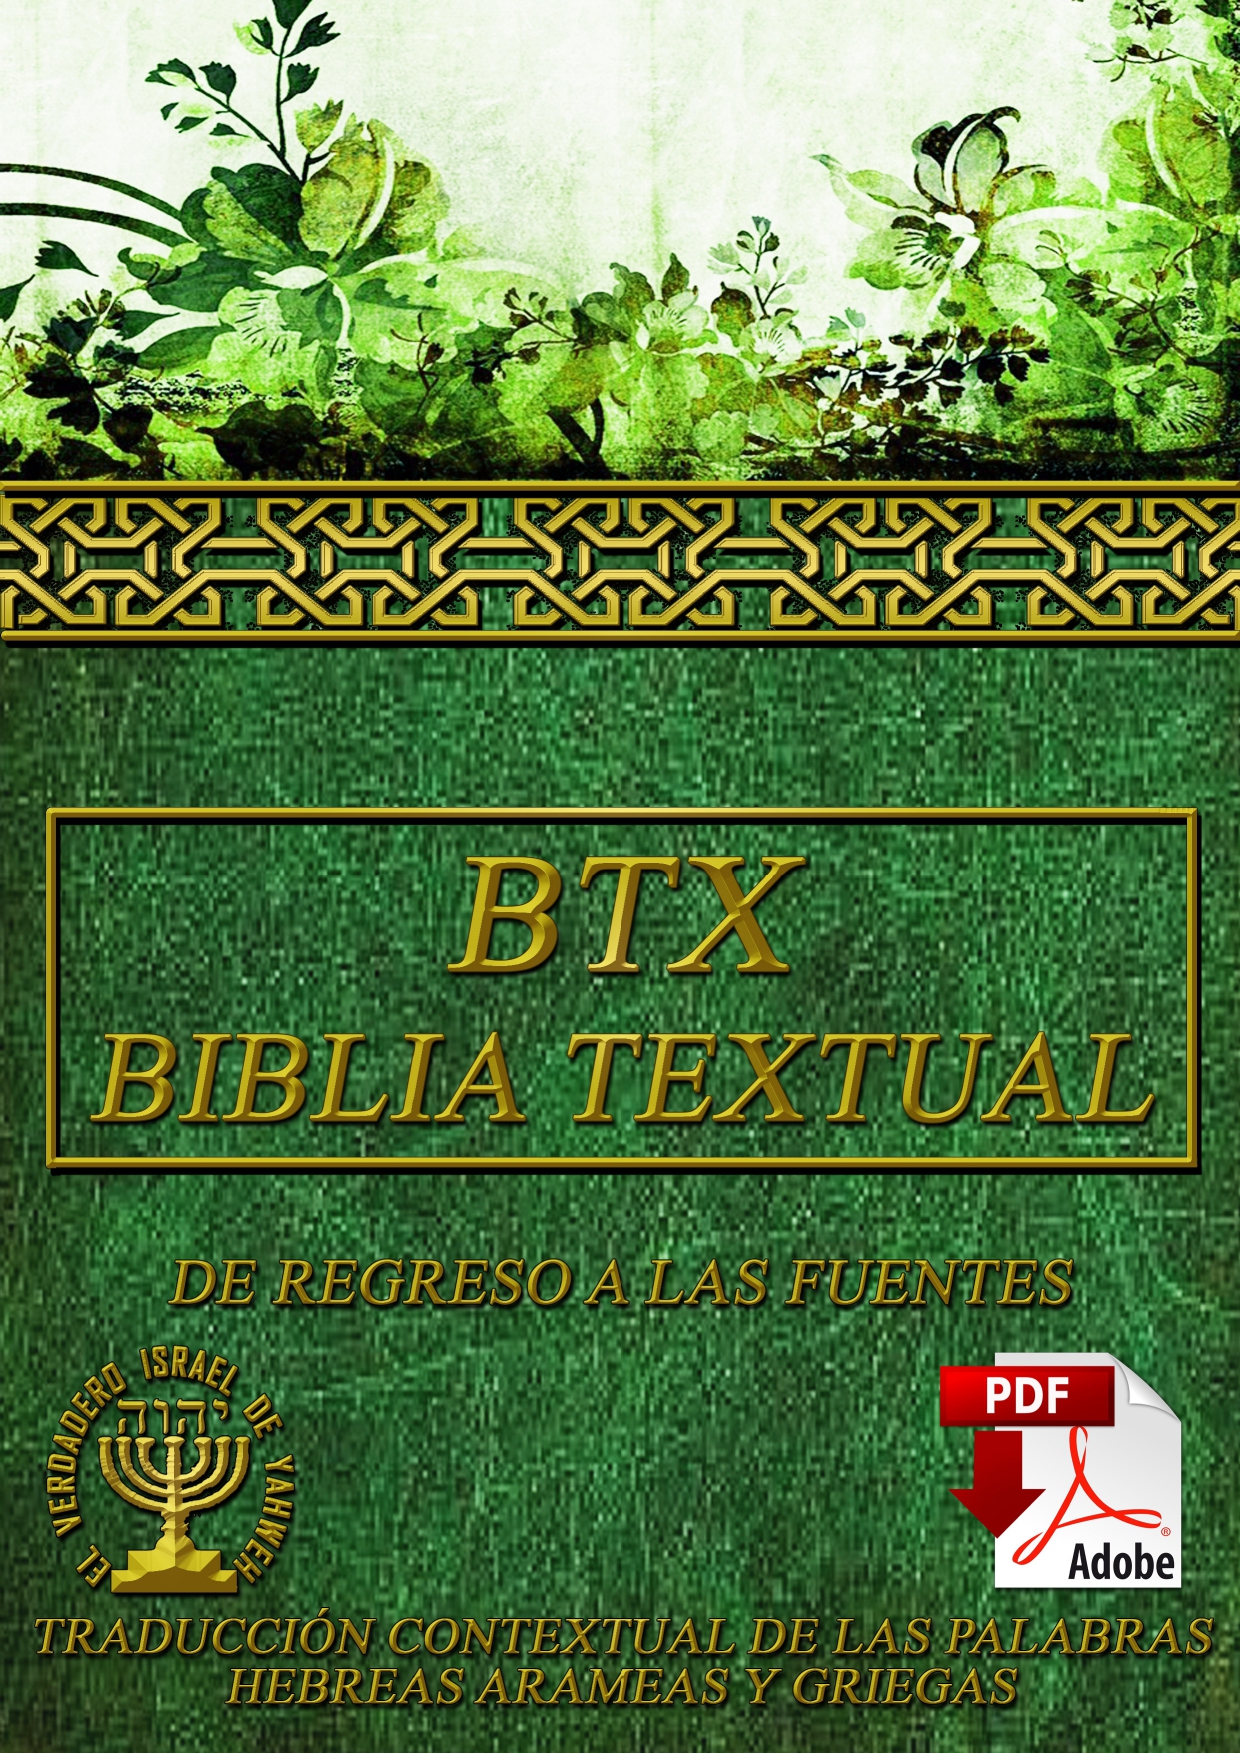 BTX
BIBLIA TEXTUAL
DE REGRESO A LAS FUENTES
EL VERDADERO ISRAEL DE YAHWEH
יהוה
PDF
Adobe
®
TRADUCCIÓN CONTEXTUAL DE LAS PALABRAS
HEBREAS ARAMEAS Y GRIEGAS